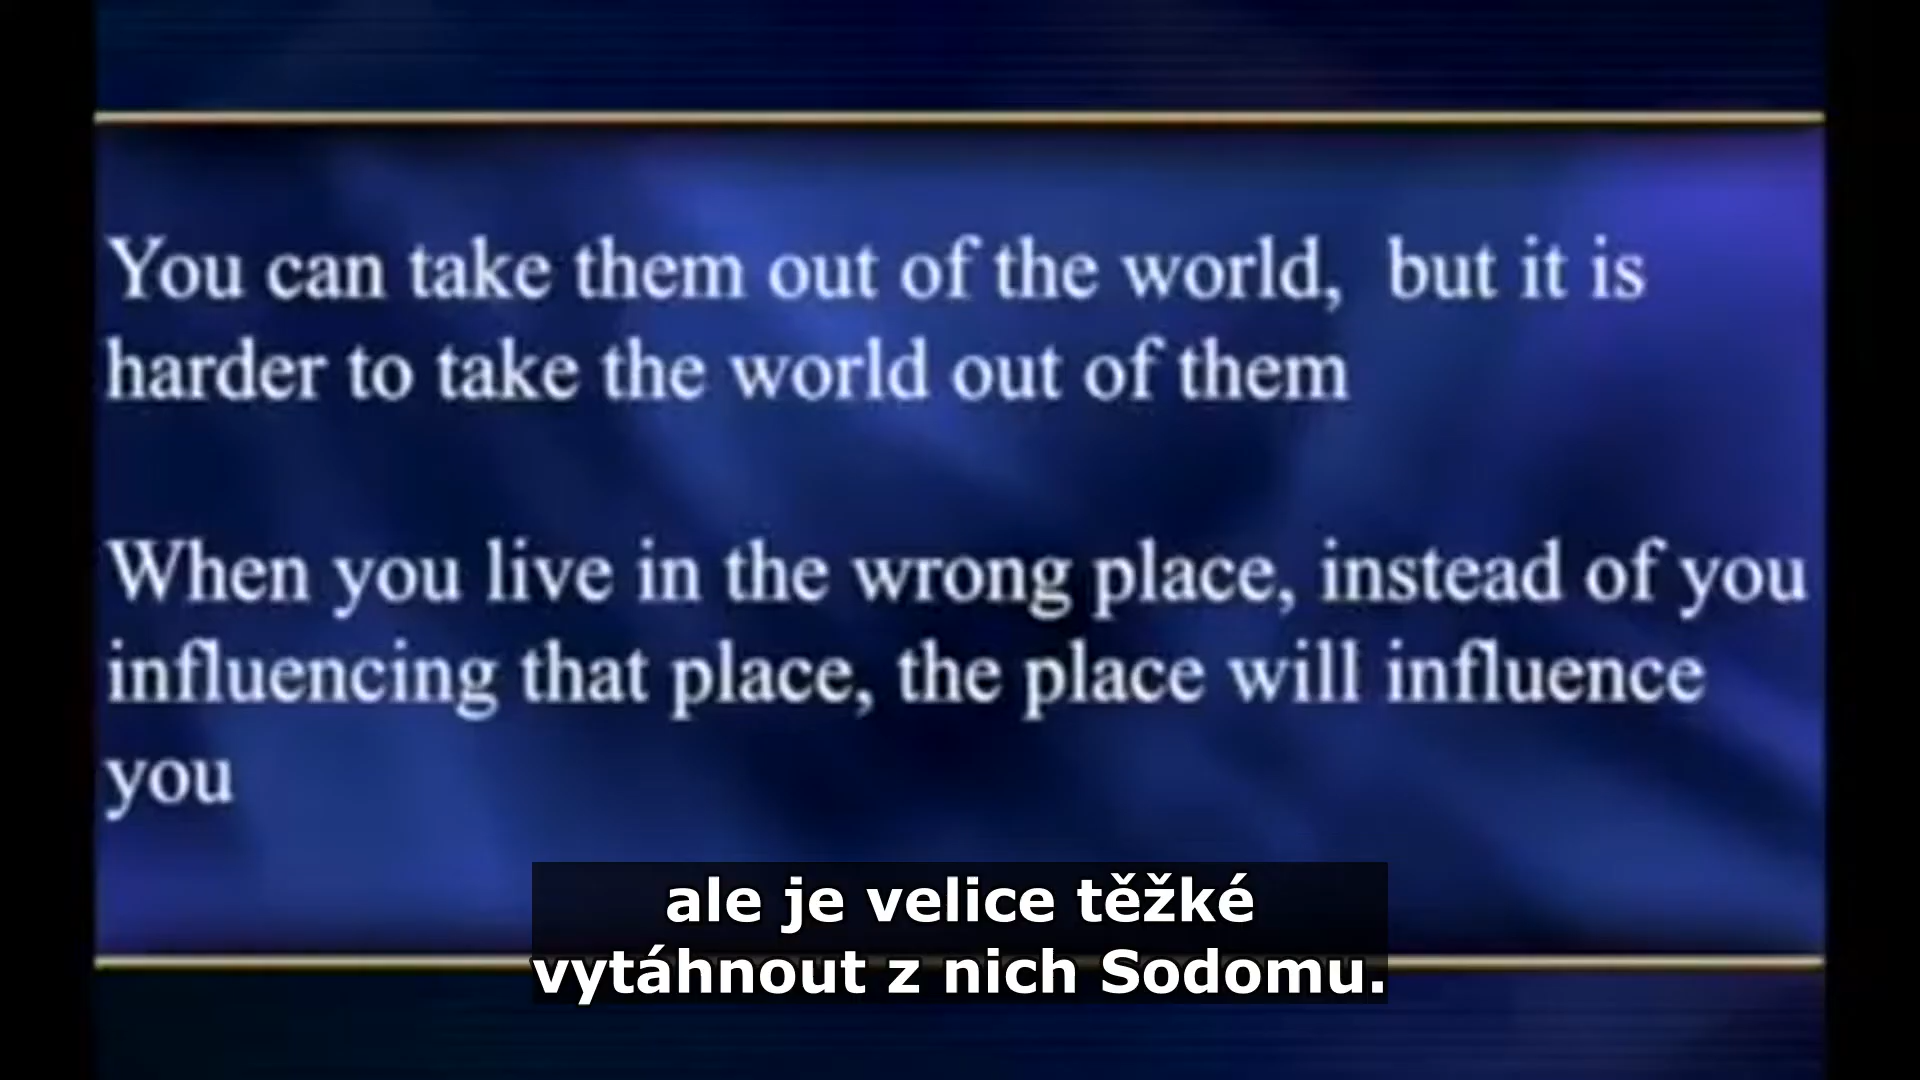 You can take them out of the world,  but it is
harder to take the world out of them
When you live in the wrong place, instead of you
influencing that place, the place will influence
you
ale je velice těžké
vytáhnout z nich Sodomu.